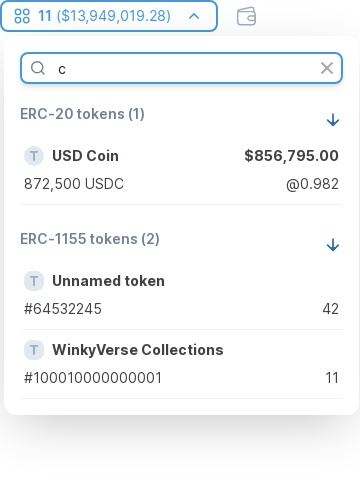 11 ($13,949,019.28)
c
ERC-20 tokens (1)
T USD Coin $856,795.00
872,500 USDC @0.982
ERC-1155 tokens (2)
T Unnamed token
#64532245 42
T WinkyVerse Collections
#100010000000001 11